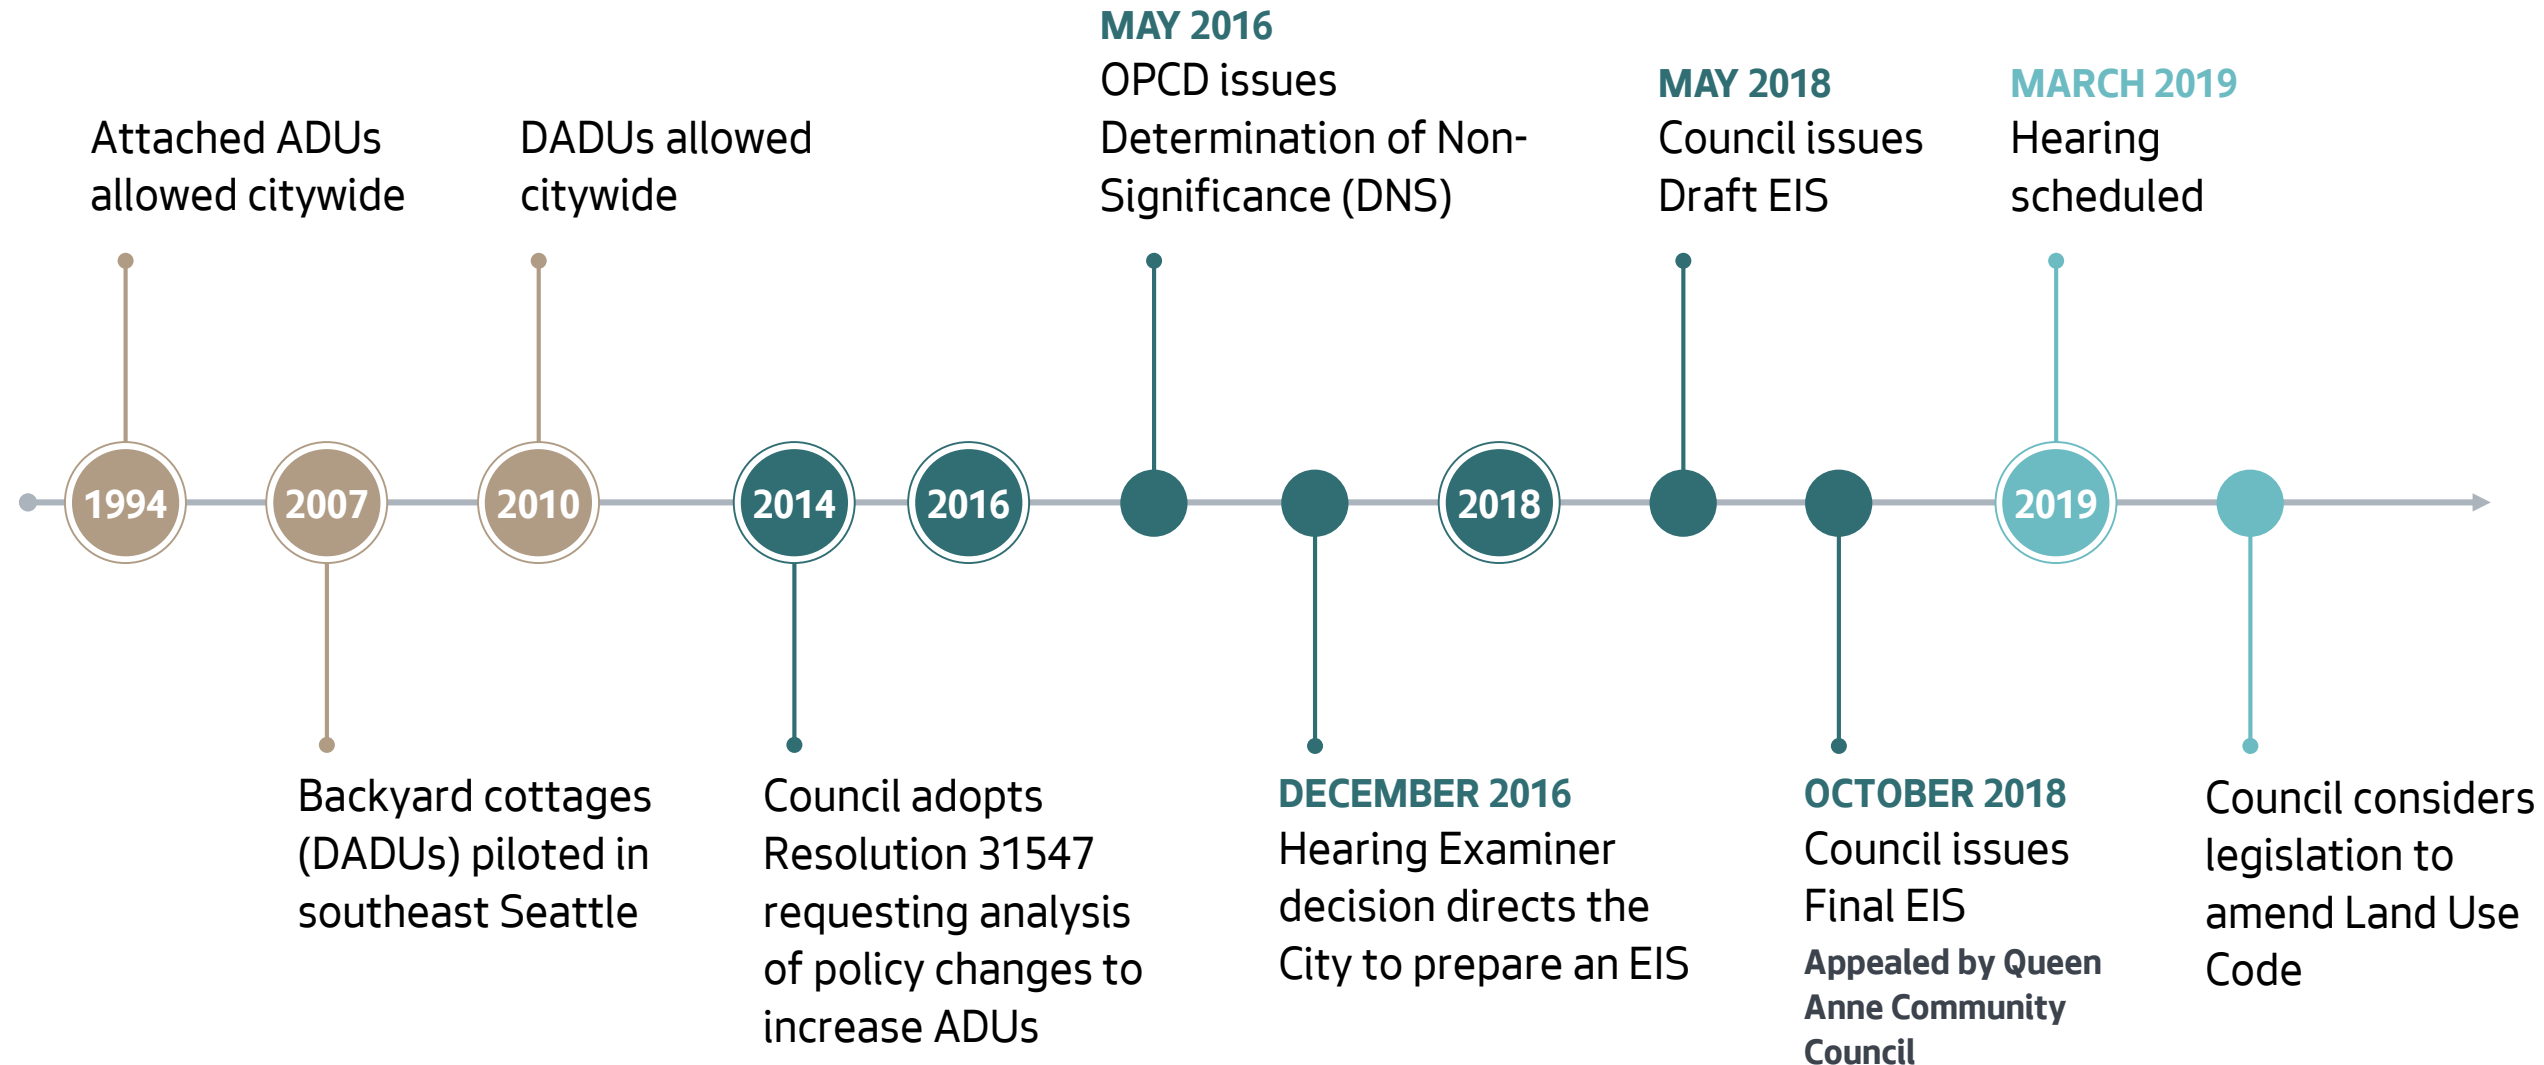 MAY 2016
OPCD issues
Determination of Non-
Significance (DNS)
MAY 2018
Council issues
Draft EIS
MARCH 2019
Hearing
scheduled
Attached ADUs
allowed citywide
DADUs allowed
citywide
1994
2007
2010
2014
2016
2018
2019
Backyard cottages
(DADUs) piloted in
southeast Seattle
Council adopts
Resolution 31547
requesting analysis
of policy changes to
increase ADUs
DECEMBER 2016
Hearing Examiner
decision directs the
City to prepare an EIS
OCTOBER 2018
Council issues
Final EIS
Appealed by Queen
Anne Community
Council
Council considers
legislation to
amend Land Use
Code